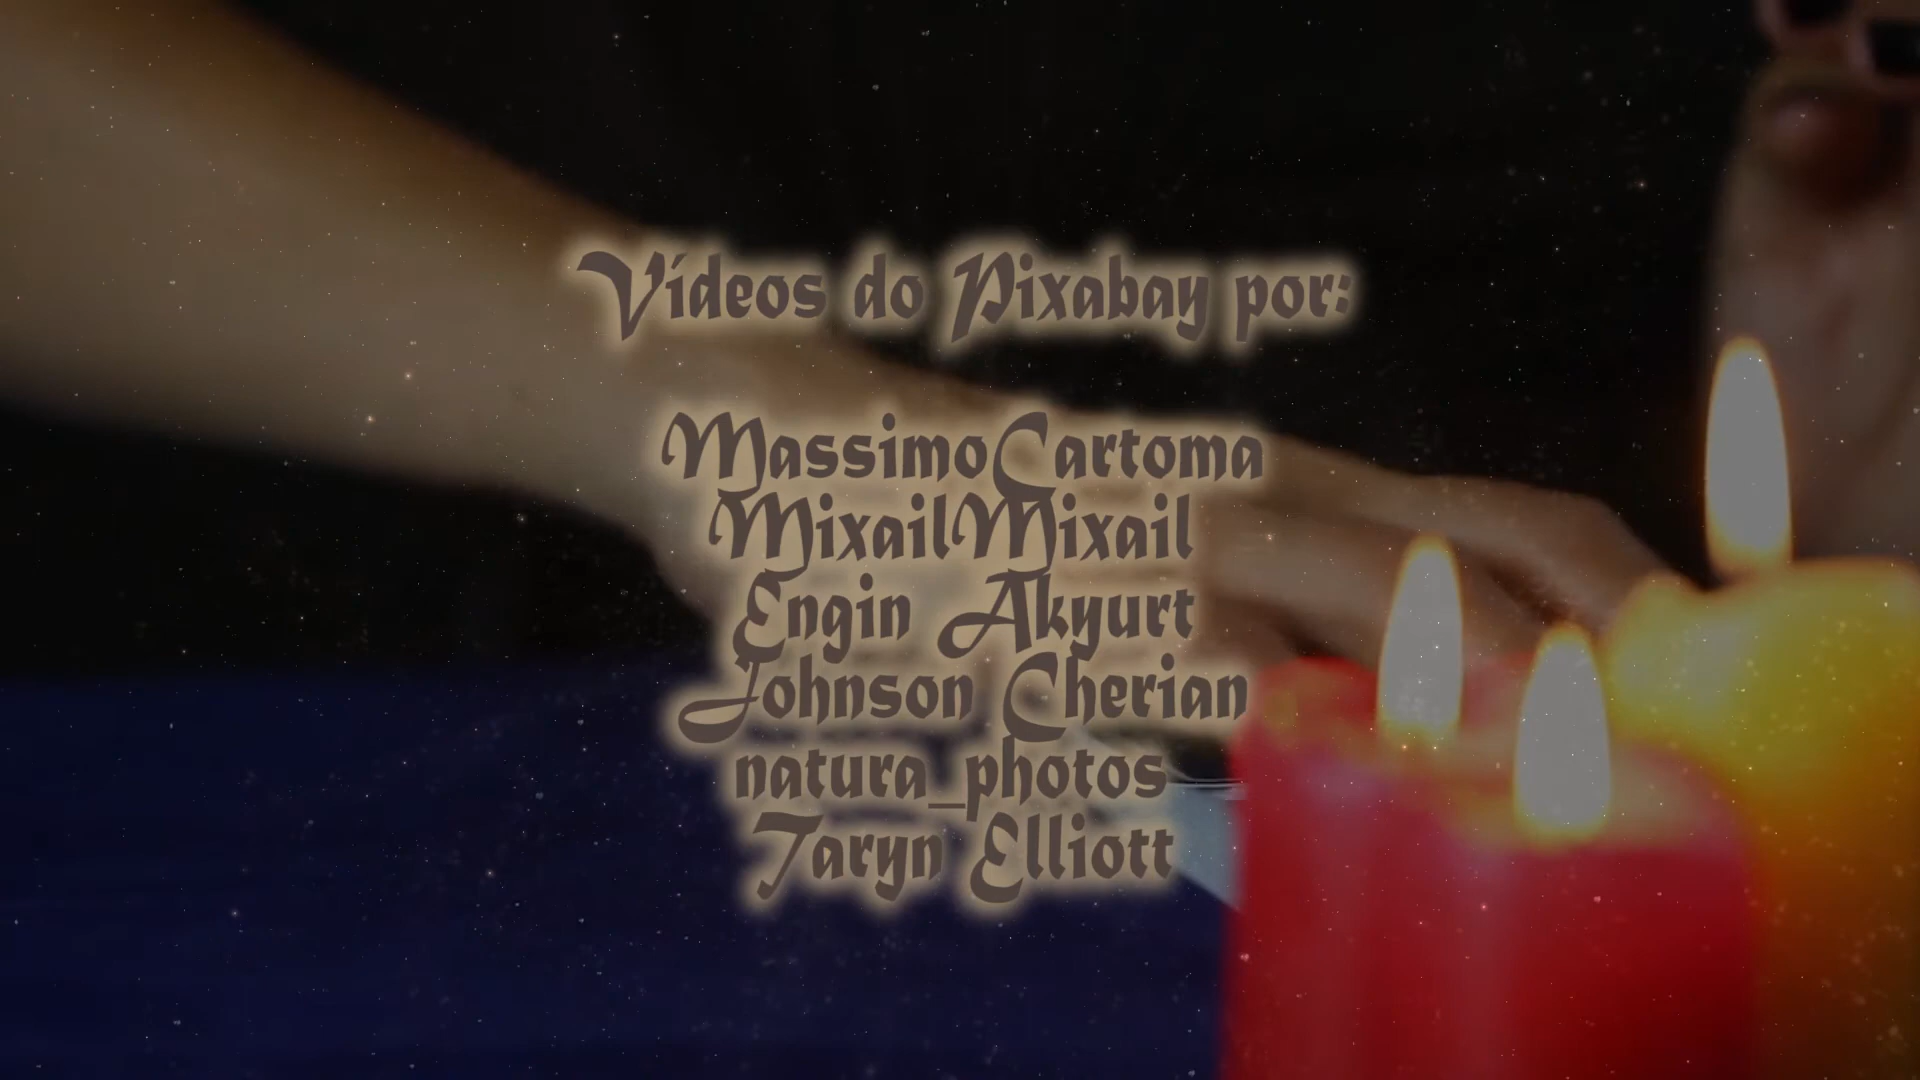 Vídeos do Pixabay por:
MassimoCartoma
MixailMixail
Engin Akyurt
Johnson Cherian
natura_photos
Taryn Elliott